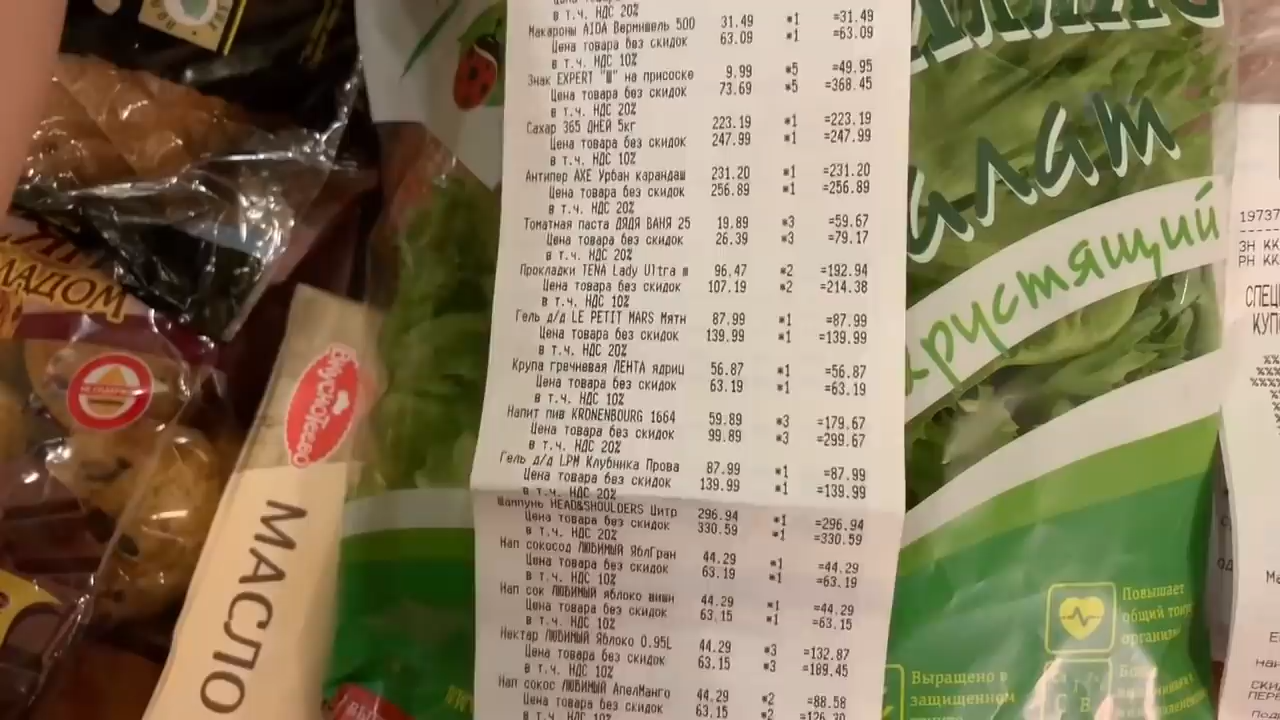 в т.ч. НДС 20%
Макароны AIDA Вермишель 500 31.49 *1 =31.49
Цена товара без скидок 63.09 *1 =63.09
в т.ч. НДС 10%
Знак EXPERT "Ш" на присоске 9.99 *5 =49.95
Цена товара без скидок 73.69 *5 =368.45
в т.ч. НДС 20%
Сахар 365 ДНЕЙ 5кг 223.19 *1 =223.19
Цена товара без скидок 247.99 *1 =247.99
в т.ч. НДС 10%
Антипер AXE Урбан карандаш 231.20 *1 =231.20
Цена товара без скидок 256.89 *1 =256.89
в т.ч. НДС 20%
Томатная паста ДЯДЯ ВАНЯ 25 19.89 *3 =59.67
Цена товара без скидок 26.39 *3 =79.17
в т.ч. НДС 20%
Прокладки TENA Lady Ultra 96.47 *2 =192.94
Цена товара без скидок 107.19 *2 =214.38
в т.ч. НДС 10%
Гель д/д LE PETIT MARS Мятн 87.99 *1 =87.99
Цена товара без скидок 139.99 *1 =139.99
в т.ч. НДС 20%
Крупа гречневая ЛЕНТА ядриц 56.87 *1 =56.87
Цена товара без скидок 63.19 *1 =63.19
в т.ч. НДС 10%
Напит пив KRONENBOURG 1664 59.89 *3 =179.67
Цена товара без скидок 99.89 *3 =299.67
в т.ч. НДС 20%
Гель д/д LPM Клубника Прова 87.99 *1 =87.99
Цена товара без скидок 139.99 *1 =139.99
в т.ч. НДС 20%
Шампунь HEAD&SHOULDERS Цитр 296.94 *1 =296.94
Цена товара без скидок 330.59 *1 =330.59
в т.ч. НДС 20%
Нап сокосод ЛЮБИМЫЙ ЯблГран 44.29 *1 =44.29
Цена товара без скидок 63.19 *1 =63.19
в т.ч. НДС 10%
Нап сок ЛЮБИМЫЙ яблоко вишн 44.29 *1 =44.29
Цена товара без скидок 63.15 *1 =63.15
в т.ч. НДС 10%
Нектар ЛЮБИМЫЙ Яблоко 0.95L 44.29 *3 =132.87
Цена товара без скидок 63.15 *3 =189.45
в т.ч. НДС 10%
Нап сокос ЛЮБИМЫЙ АпелМанго 44.29 *2 =88.58
Цена товара без скидок 63.15 *2 =126.30
в т.ч. НДС 10%
ВкусноТеево
МАСЛО
хрустящий
Повышает
общий тонус
Выращено в
защищенном
19737
ЗН КК
РН КК